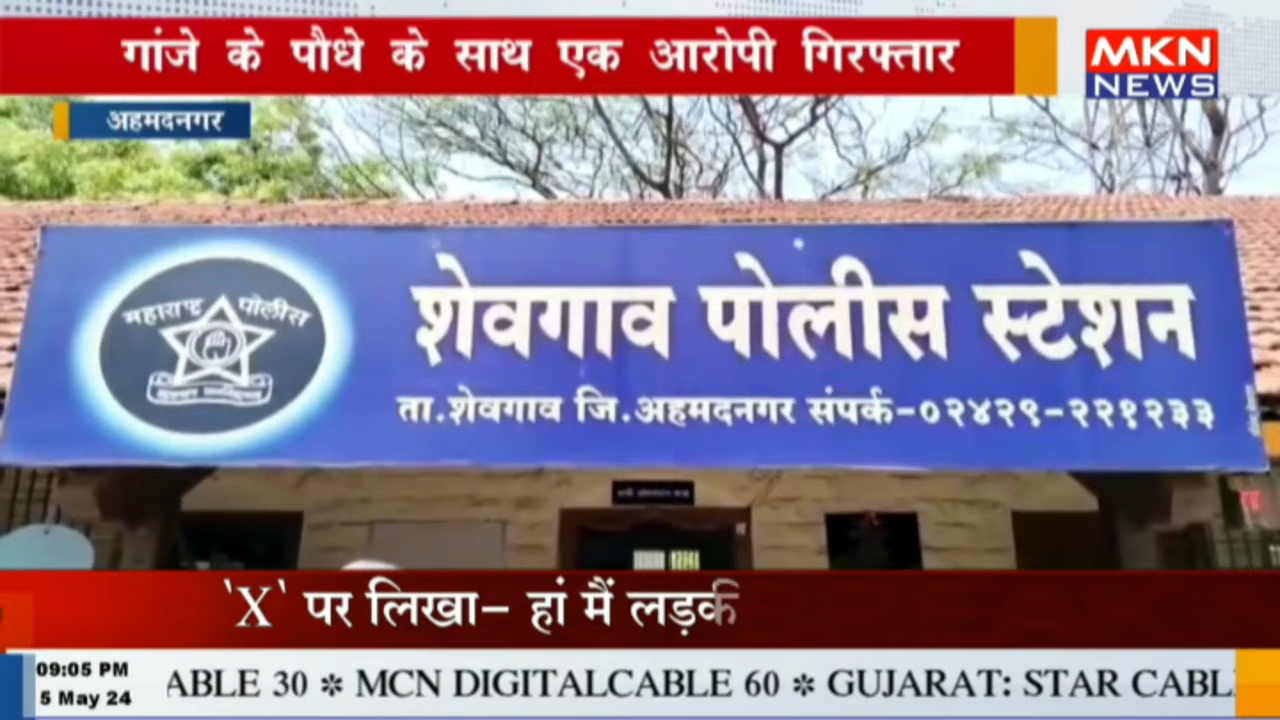 गांजे के पौधे के साथ एक आरोपी गिरफ्तार
MKN
NEWS
अहमदनगर
महाराष्ट्र पोलीस
शेवगाव पोलीस स्टेशन
ता.शेवगाव जि.अहमदनगर संपर्क-०२४२९-२२१२३३
'X' पर लिखा- हां मैं लड़की
09:05 PM
5 May 24
ABLE 30 * MCN DIGITALCABLE 60 * GUJARAT: STAR CABL